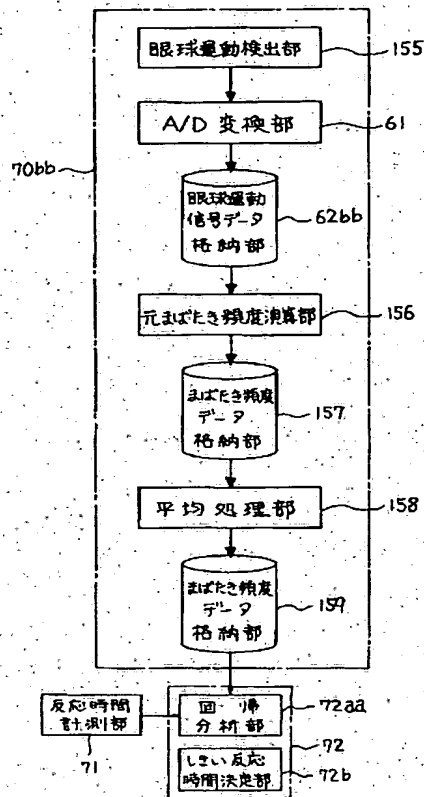 眼球運動検出部
155
A/D 変換部
61
70bb
眼球運動
信号データ
格納部
62bb
元まばたき頻度演算部
156
まばたき頻度
データ
格納部
157
平均処理部
158
まばたき頻度
データ
格納部
159
反応時間
計測部
71
回帰
分析部
72aa
72
しきい反応
時間決定部
72b